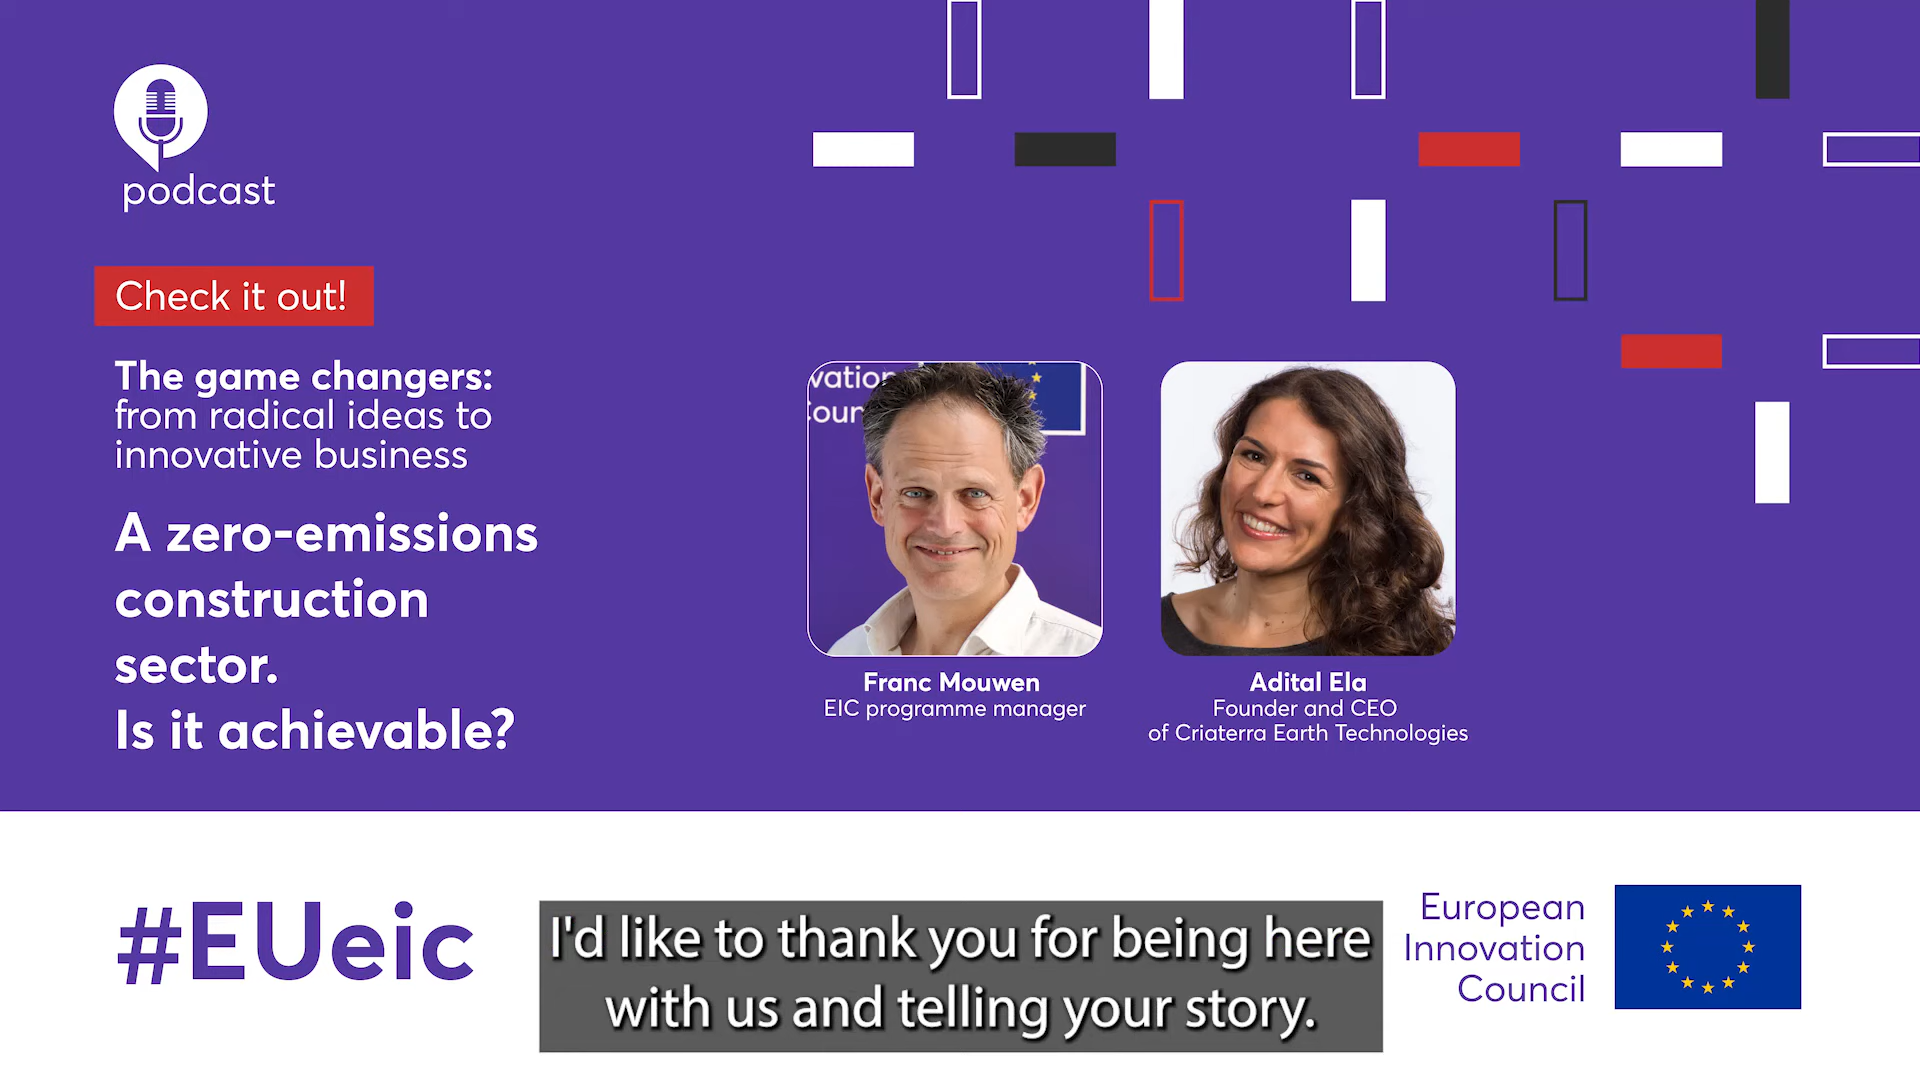 podcast
Check it out!
The game changers:
from radical ideas to
innovative business
A zero-emissions
construction
sector.
Is it achievable?
vation
Coun
Franc Mouwen
EIC programme manager
Adital Ela
Founder and CEO
of Criaterra Earth Technologies
#EUeic
I'd like to thank you for being here
with us and telling your story.
European
Innovation
Council